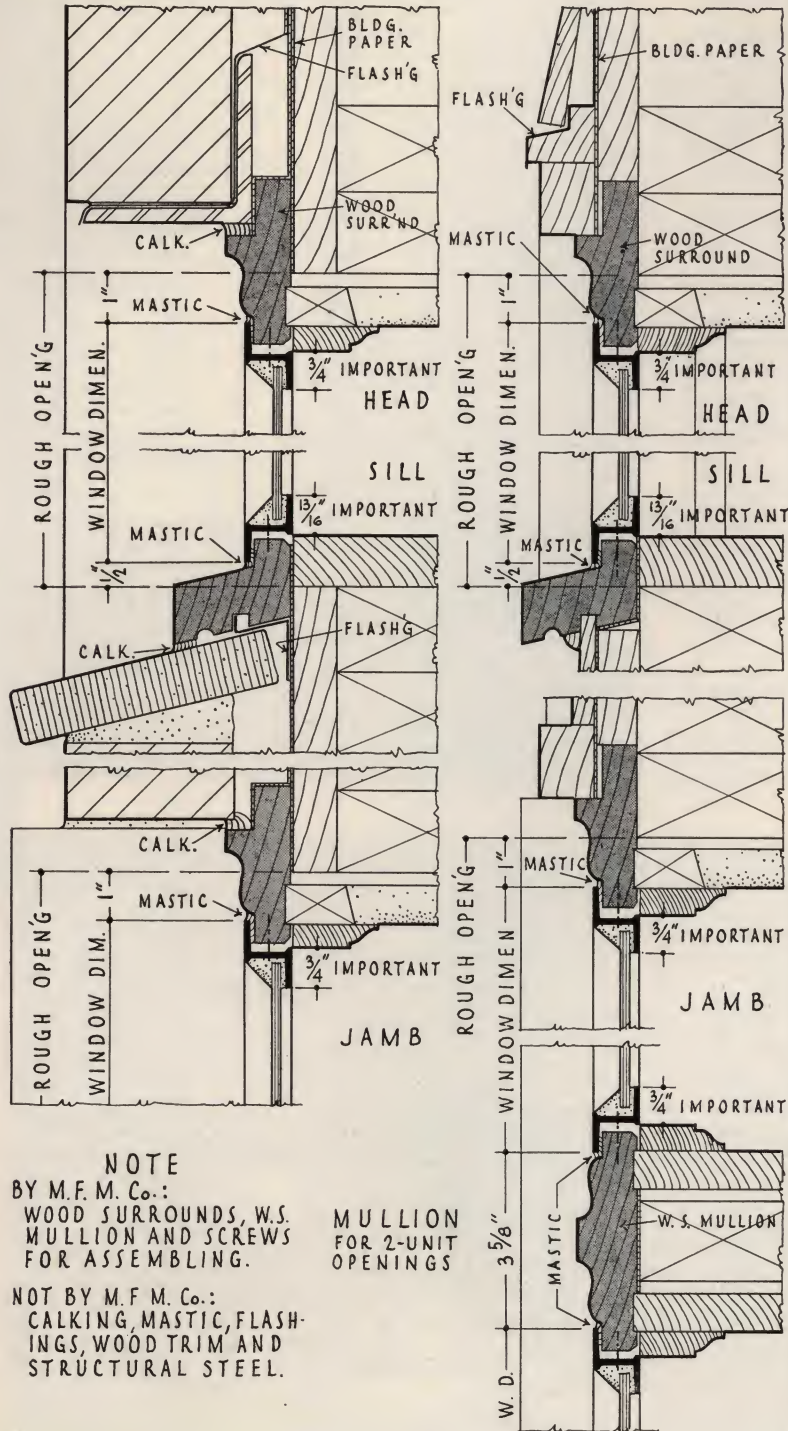 BLDG.
PAPER
FLASH'G
WOOD
SURR'ND
CALK.
MASTIC
1"
3/4" IMPORTANT
HEAD
ROUGH OPEN'G
WINDOW DIMEN.
SILL
13/16" IMPORTANT
MASTIC
1/2"
CALK.
FLASH'G
CALK.
MASTIC
1"
3/4" IMPORTANT
ROUGH OPEN'G
WINDOW DIM.
JAMB
NOTE
BY M.F.M. Co.:
WOOD SURROUNDS, W.S.
MULLION AND SCREWS
FOR ASSEMBLING.
NOT BY M.F M. Co.:
CALKING, MASTIC, FLASH-
INGS, WOOD TRIM AND
STRUCTURAL STEEL.
BLDG. PAPER
FLASH'G
MASTIC
WOOD
SURROUND
1"
3/4" IMPORTANT
HEAD
ROUGH OPEN'G
WINDOW DIMEN.
SILL
13/16" IMPORTANT
MASTIC
1/2"
1"
MASTIC
3/4" IMPORTANT
ROUGH OPEN'G
WINDOW DIMEN
JAMB
3/4" IMPORTANT
MULLION
FOR 2-UNIT
OPENINGS
3 5/8"
MASTIC
W.S. MULLION
W. D.